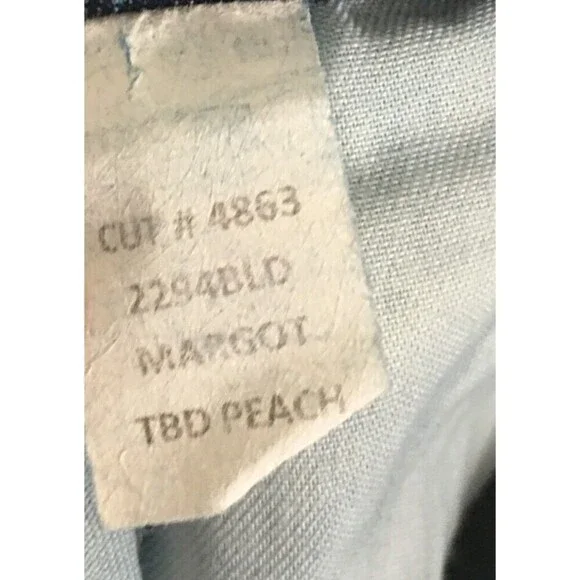 CUT # 4863
2294BLD
MARGOT
TBD PEACH